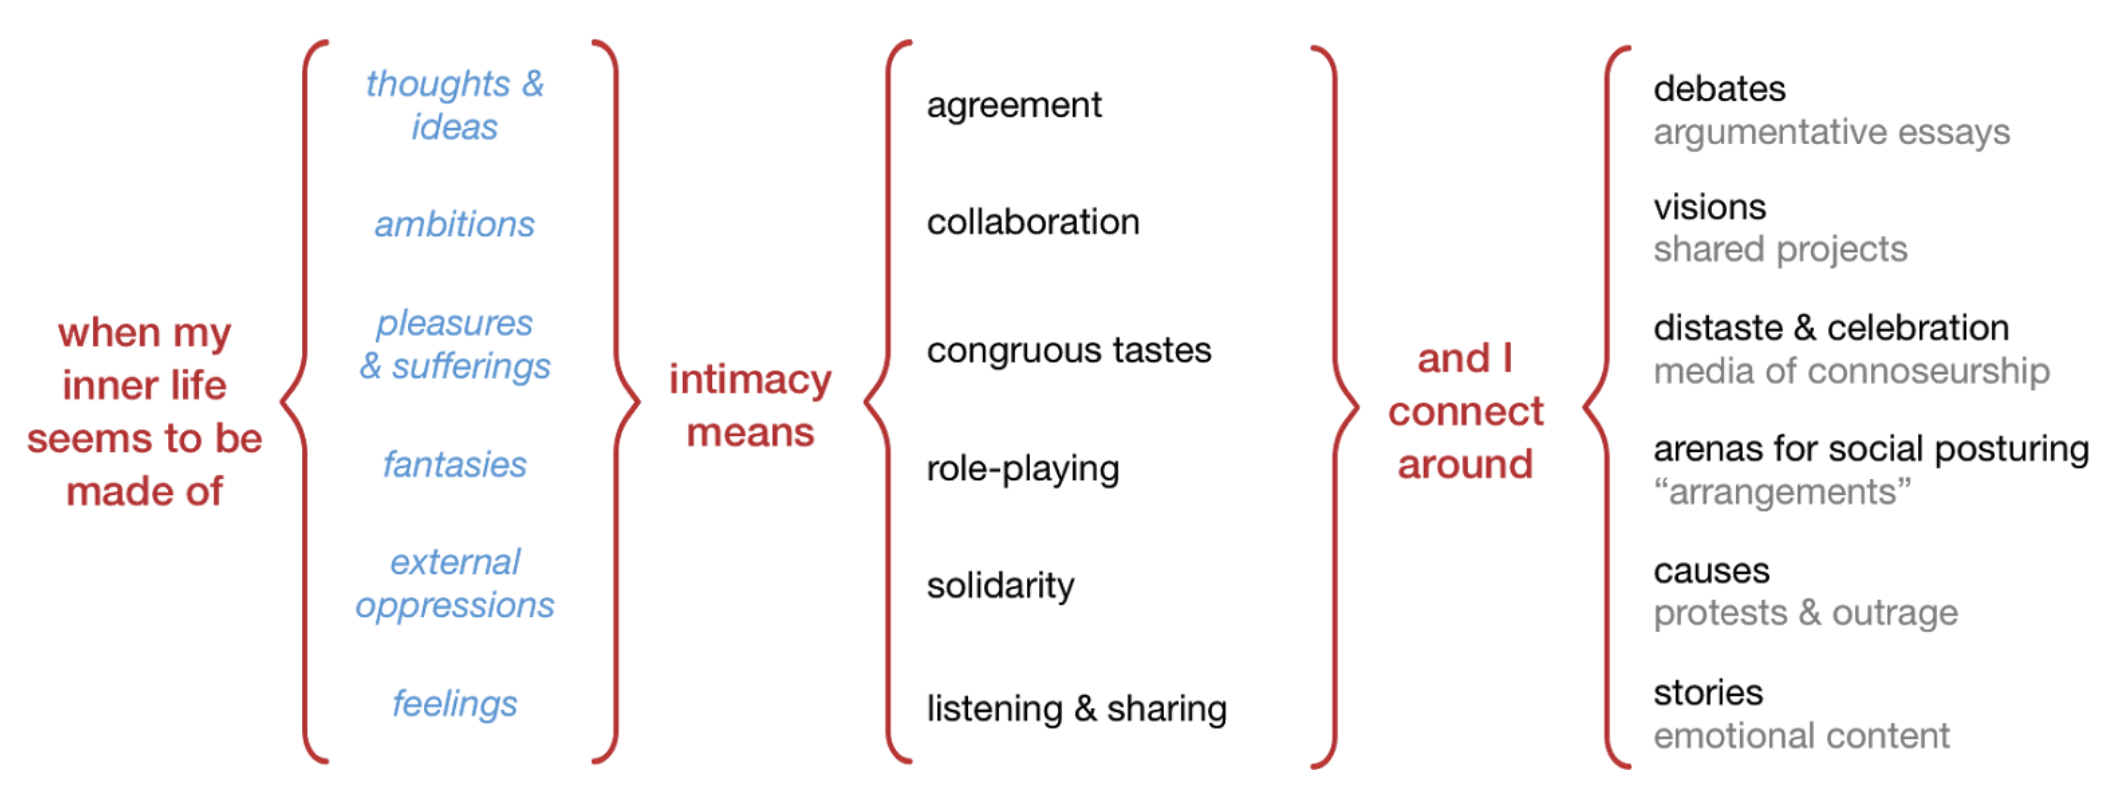 when my
inner life
seems to be
made of
thoughts &
ideas
ambitions
pleasures
& sufferings
fantasies
external
oppressions
feelings
intimacy
means
agreement
collaboration
congruous tastes
role-playing
solidarity
listening & sharing
and I
connect
around
debates
argumentative essays
visions
shared projects
distaste & celebration
media of connoseurship
arenas for social posturing
“arrangements”
causes
protests & outrage
stories
emotional content